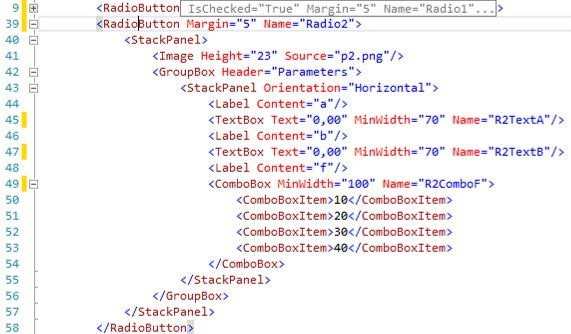 9 <RadioButton IsChecked="True" Margin="5" Name="Radio1"...>
39 <RadioButton Margin="5" Name="Radio2">
40 <StackPanel>
41 <Image Height="23" Source="p2.png"/>
42 <GroupBox Header="Parameters">
43 <StackPanel Orientation="Horizontal">
44 <Label Content="a"/>
45 <TextBox Text="0,00" MinWidth="70" Name="R2TextA"/>
46 <Label Content="b"/>
47 <TextBox Text="0,00" MinWidth="70" Name="R2TextB"/>
48 <Label Content="f"/>
49 <ComboBox MinWidth="100" Name="R2ComboF">
50 <ComboBoxItem>10</ComboBoxItem>
51 <ComboBoxItem>20</ComboBoxItem>
52 <ComboBoxItem>30</ComboBoxItem>
53 <ComboBoxItem>40</ComboBoxItem>
54 </ComboBox>
55 </StackPanel>
56 </GroupBox>
57 </StackPanel>
58 </RadioButton>